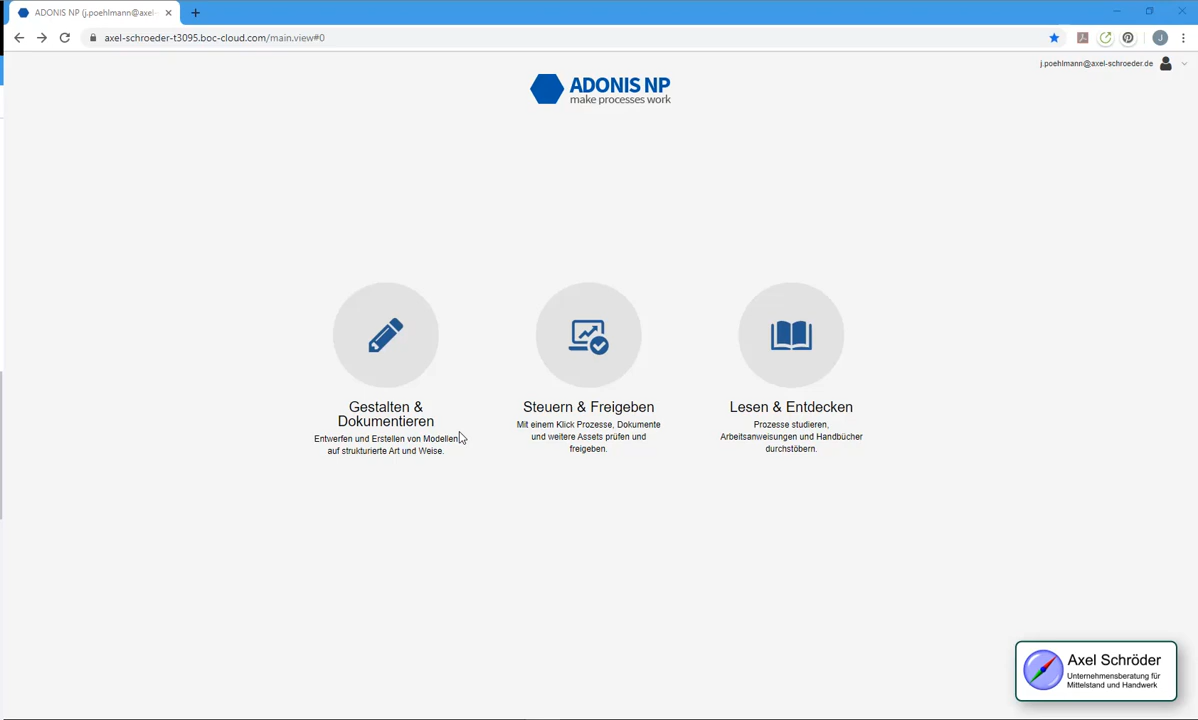 ADONIS NP (j.poehlmann@axel-
axel-schroeder-t3095.boc-cloud.com/main.view#0
J
j.poehlmann@axel-schroeder.de
ADONIS NP
make processes work
Gestalten &
Dokumentieren
Entwerfen und Erstellen von Modellen
auf strukturierte Art und Weise.
Steuern & Freigeben
Mit einem Klick Prozesse, Dokumente
und weitere Assets prüfen und
freigeben.
Lesen & Entdecken
Prozesse studieren,
Arbeitsanweisungen und Handbücher
durchstöbern.
Axel Schröder
Unternehmensberatung für
Mittelstand und Handwerk